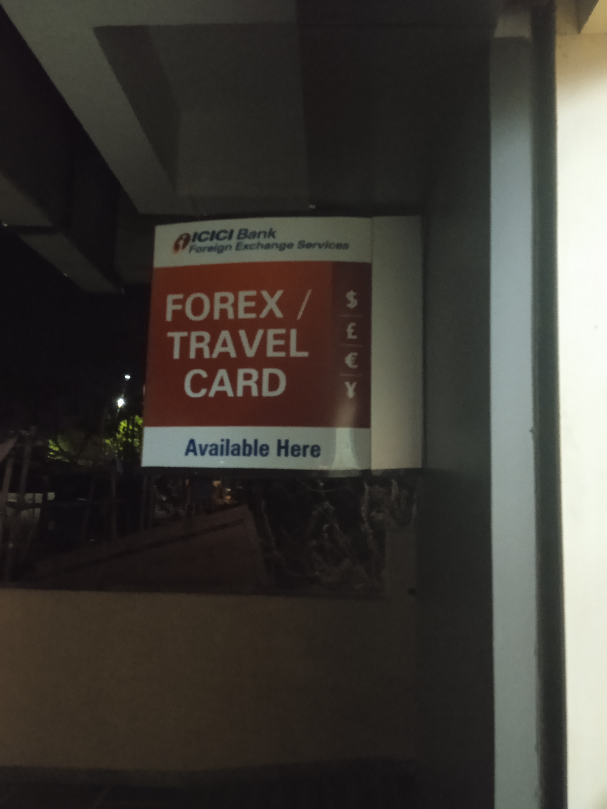 ICICI Bank
Foreign Exchange Services
FOREX /
TRAVEL
CARD
$
£
€
¥
Available Here